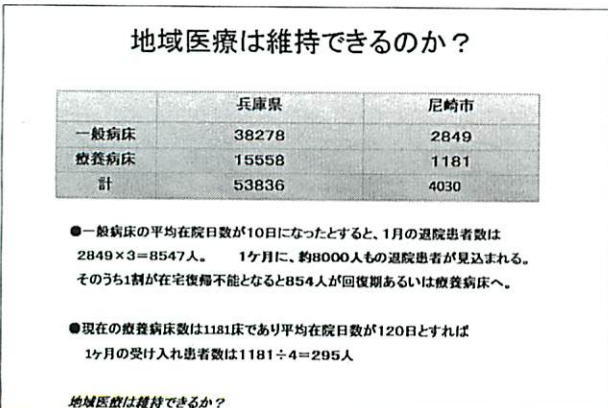 地域医療は維持できるのか？
兵庫県 尼崎市
一般病床 38278 2849
療養病床 15558 1181
計 53836 4030
●一般病床の平均在院日数が10日になったとすると、1月の退院患者数は
2849×3=8547人。 1ケ月に、約8000人もの退院患者が見込まれる。
そのうち1割が在宅復帰不能となると854人が回復期あるいは療養病床へ。
●現在の療養病床数は1181床であり平均在院日数が120日とすれば
1ケ月の受け入れ患者数は1181÷4=295人
地域医療は維持できるか？